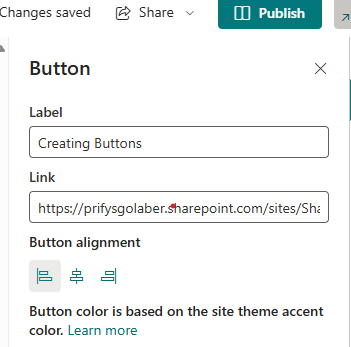 Changes saved
Share
Publish
Button
Label
Creating Buttons
Link
https://prifysgolaber.sharepoint.com/sites/Sha
Button alignment
Button color is based on the site theme accent
color. Learn more